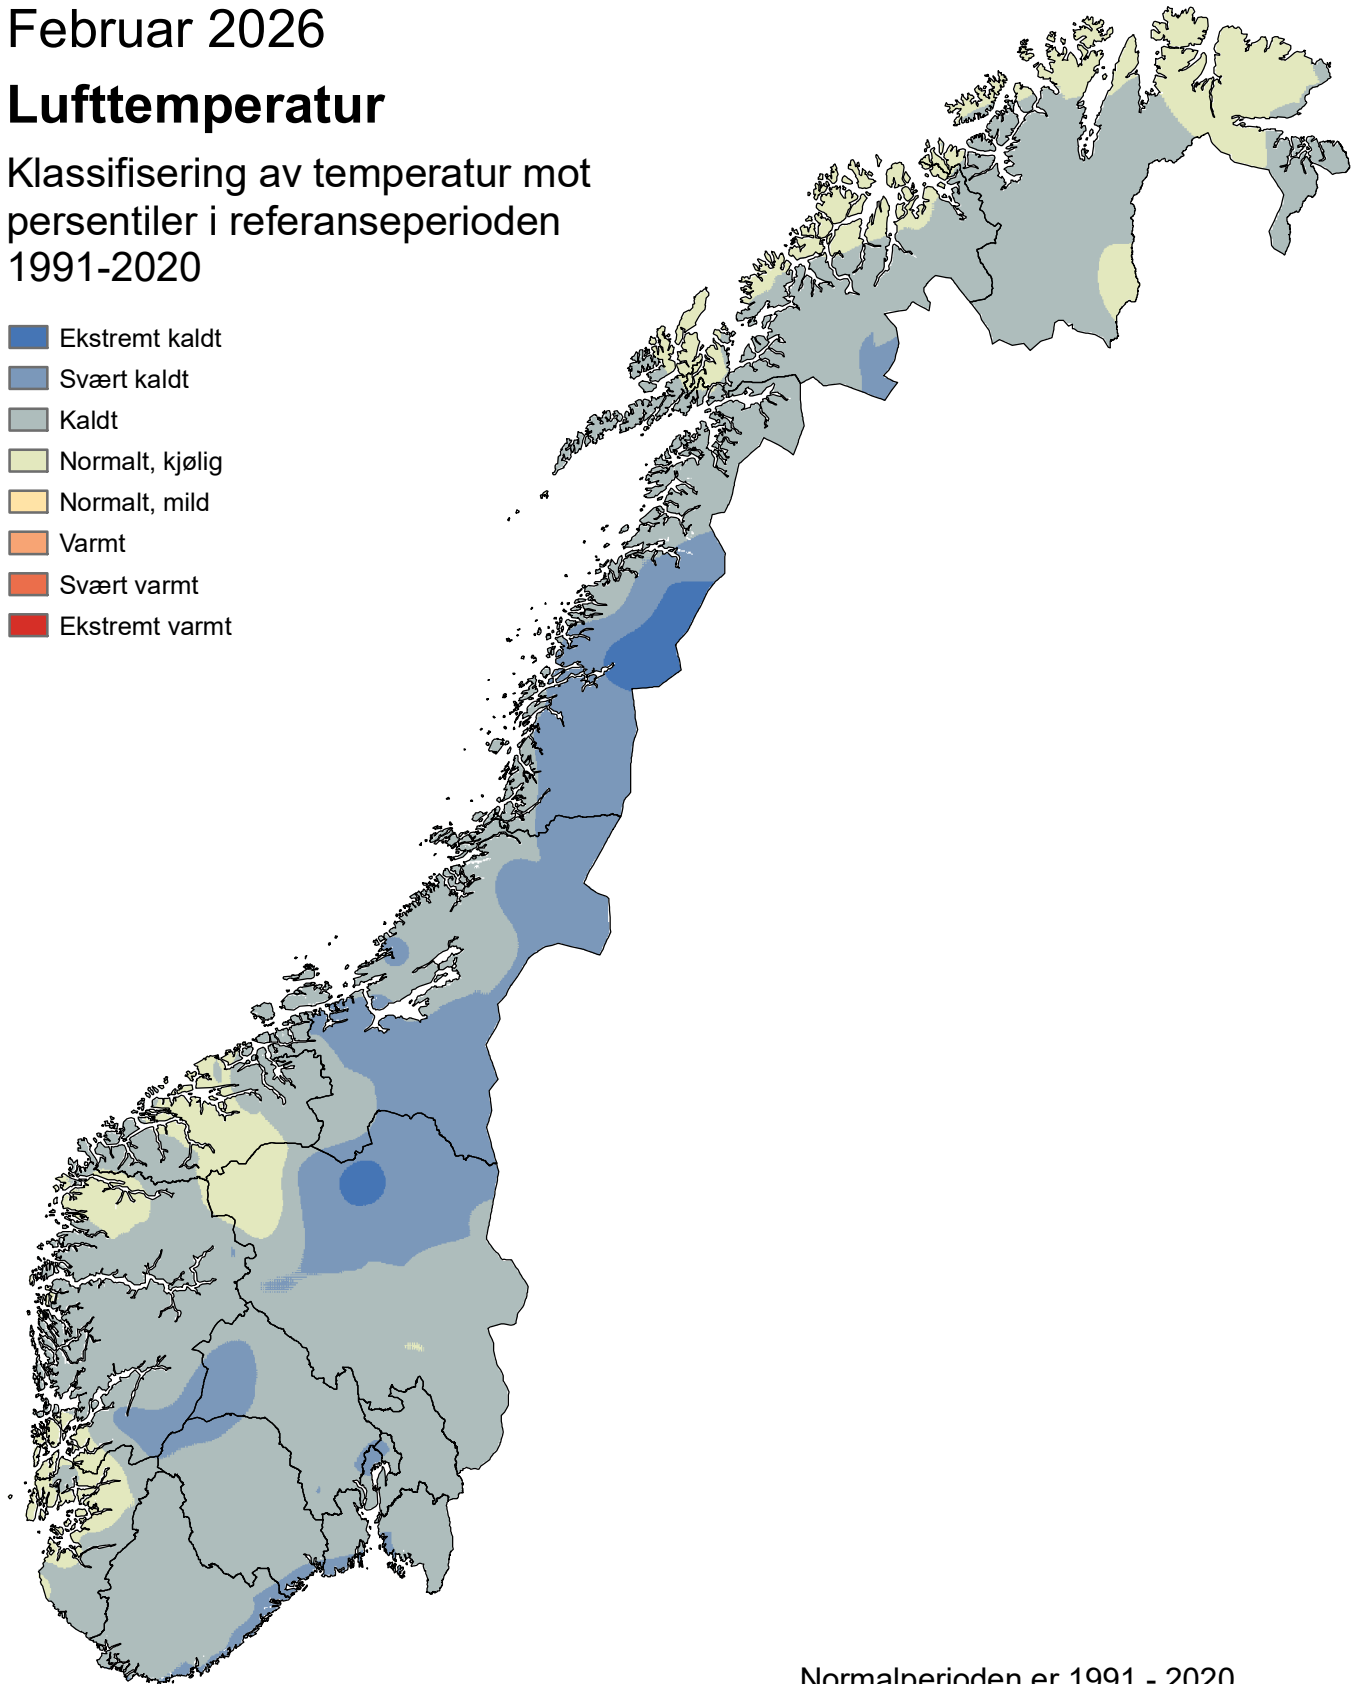 Februar 2026
Lufttemperatur
Klassifisering av temperatur mot
persentiler i referanseperioden
1991-2020
Ekstremt kaldt
Svært kaldt
Kaldt
Normalt, kjølig
Normalt, mild
Varmt
Svært varmt
Ekstremt varmt
Normalperioden er 1991 - 2020